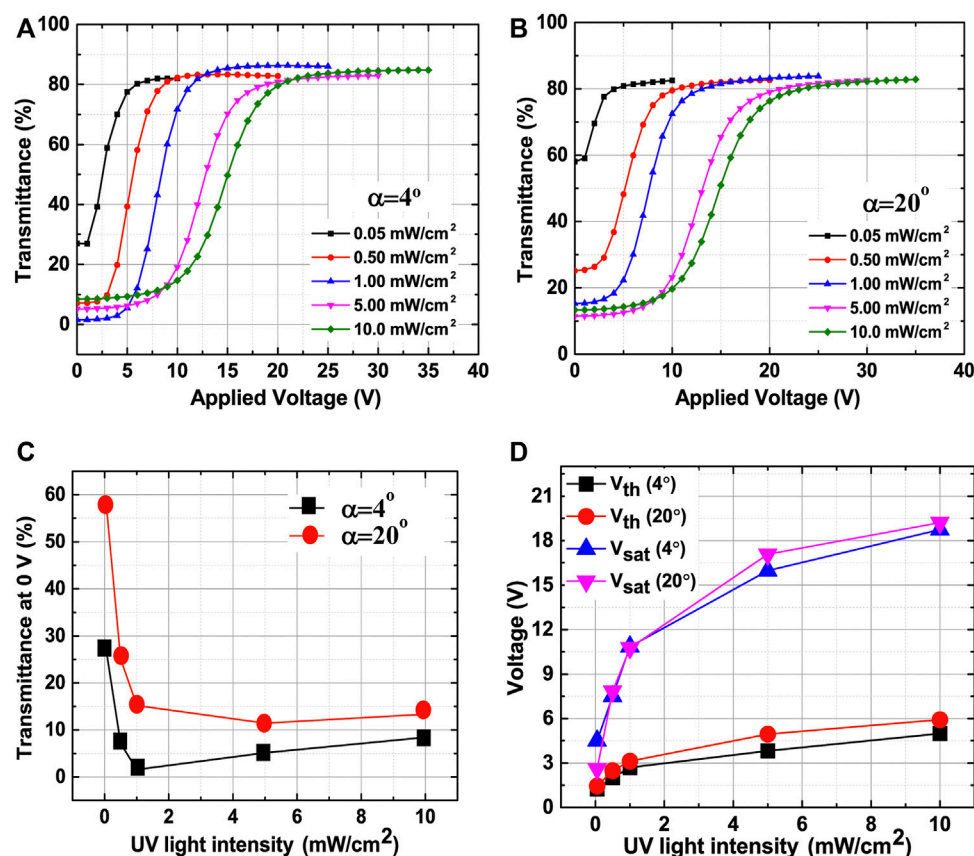 A
100
80
60
40
20
0
Transmittance (%)
0 5 10 15 20 25 30 35 40
Applied Voltage (V)
α=4°
0.05 mW/cm²
0.50 mW/cm²
1.00 mW/cm²
5.00 mW/cm²
10.0 mW/cm²
B
100
80
60
40
20
0
Transmittance (%)
0 10 20 30 40
Applied Voltage (V)
α=20°
0.05 mW/cm²
0.50 mW/cm²
1.00 mW/cm²
5.00 mW/cm²
10.0 mW/cm²
C
60
50
40
30
20
10
0
Transmittance at 0 V (%)
0 2 4 6 8 10
UV light intensity (mW/cm²)
α=4°
α=20°
D
21
18
15
12
9
6
3
0
Voltage (V)
0 2 4 6 8 10
UV light intensity (mW/cm²)
Vth (4°)
Vth (20°)
Vsat (4°)
Vsat (20°)